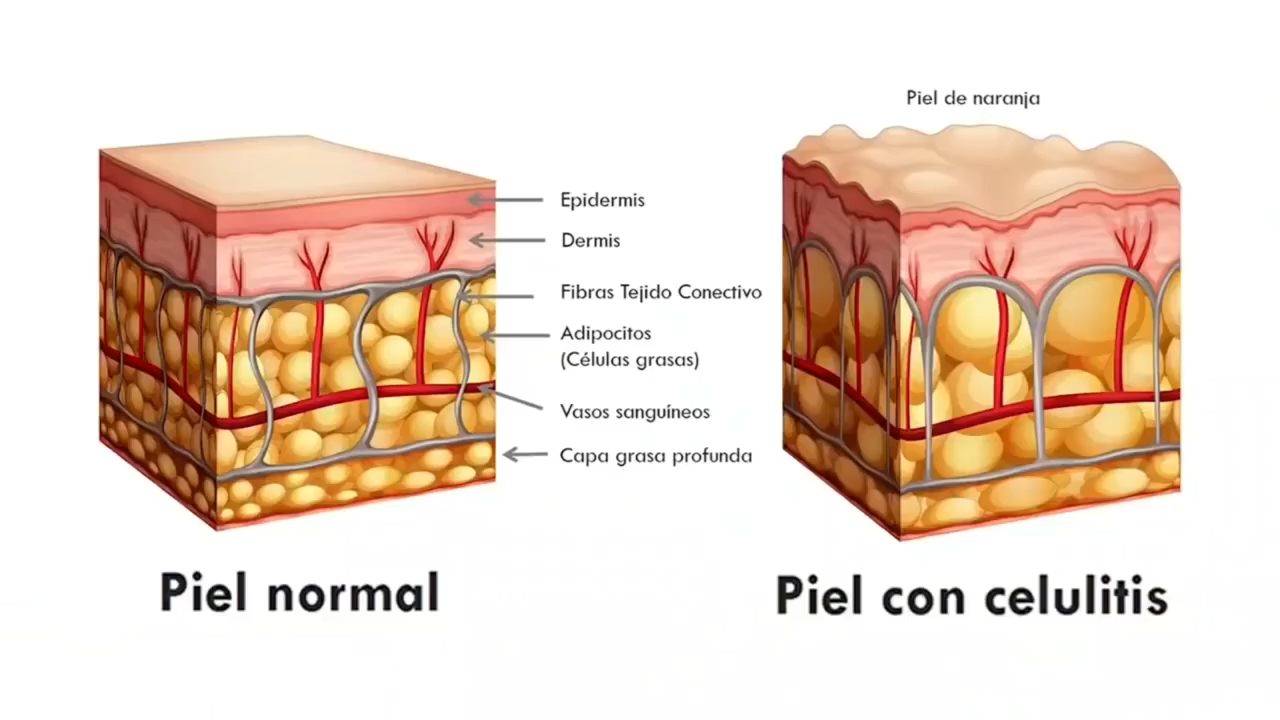 Piel de naranja
Epidermis
Dermis
Fibras Tejido Conectivo
Adipocitos
(Células grasas)
Vasos sanguíneos
Capa grasa profunda
Piel normal
Piel con celulitis